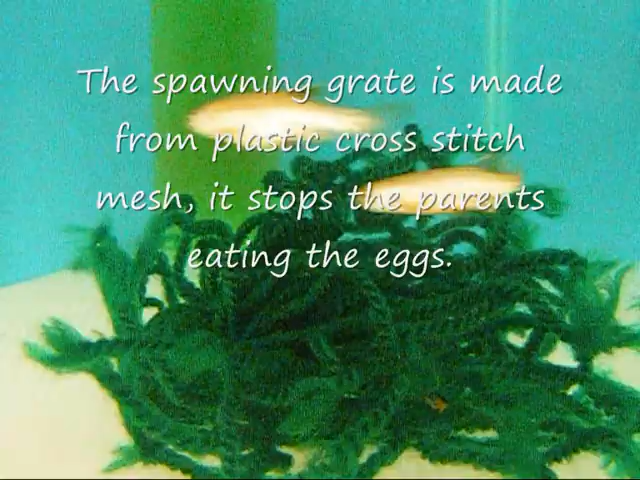 The spawning grate is made
from plastic cross stitch
mesh, it stops the parents
eating the eggs.